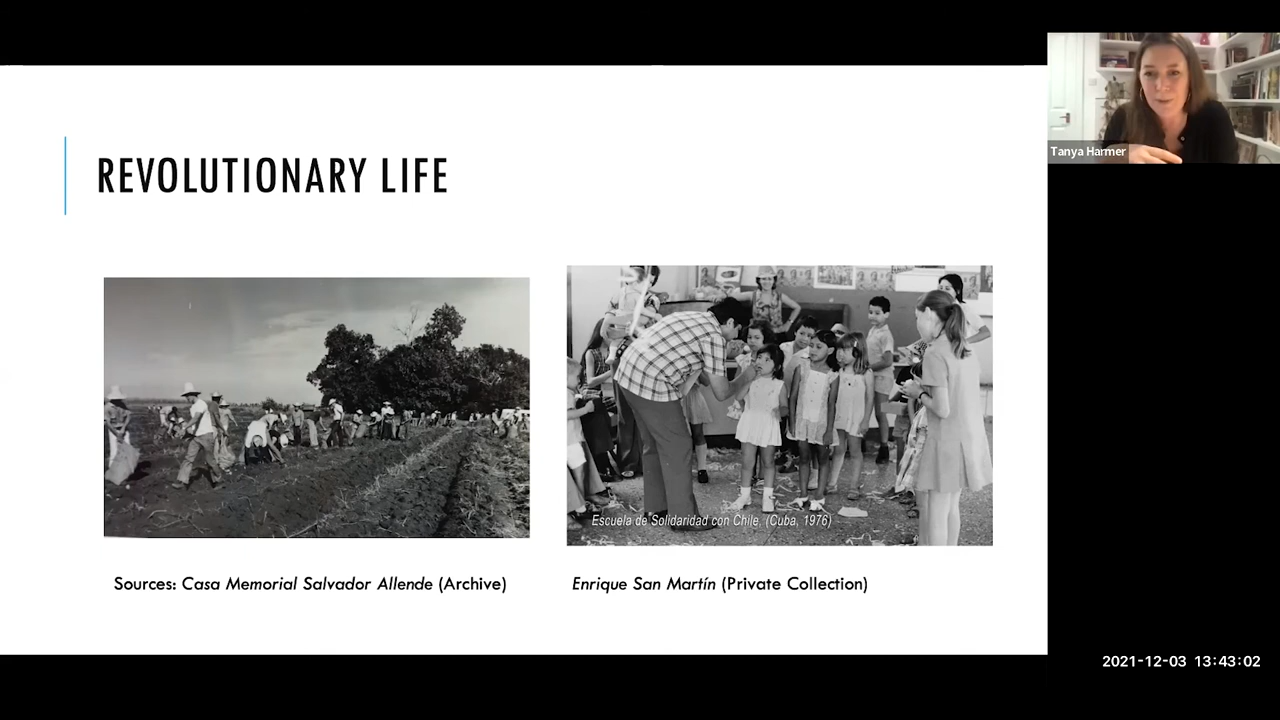 REVOLUTIONARY LIFE
Tanya Harmer
Escuela de Solidaridad con Chile. (Cuba, 1976)
Sources: Casa Memorial Salvador Allende (Archive)
Enrique San Martín (Private Collection)
2021-12-03 13:43:02